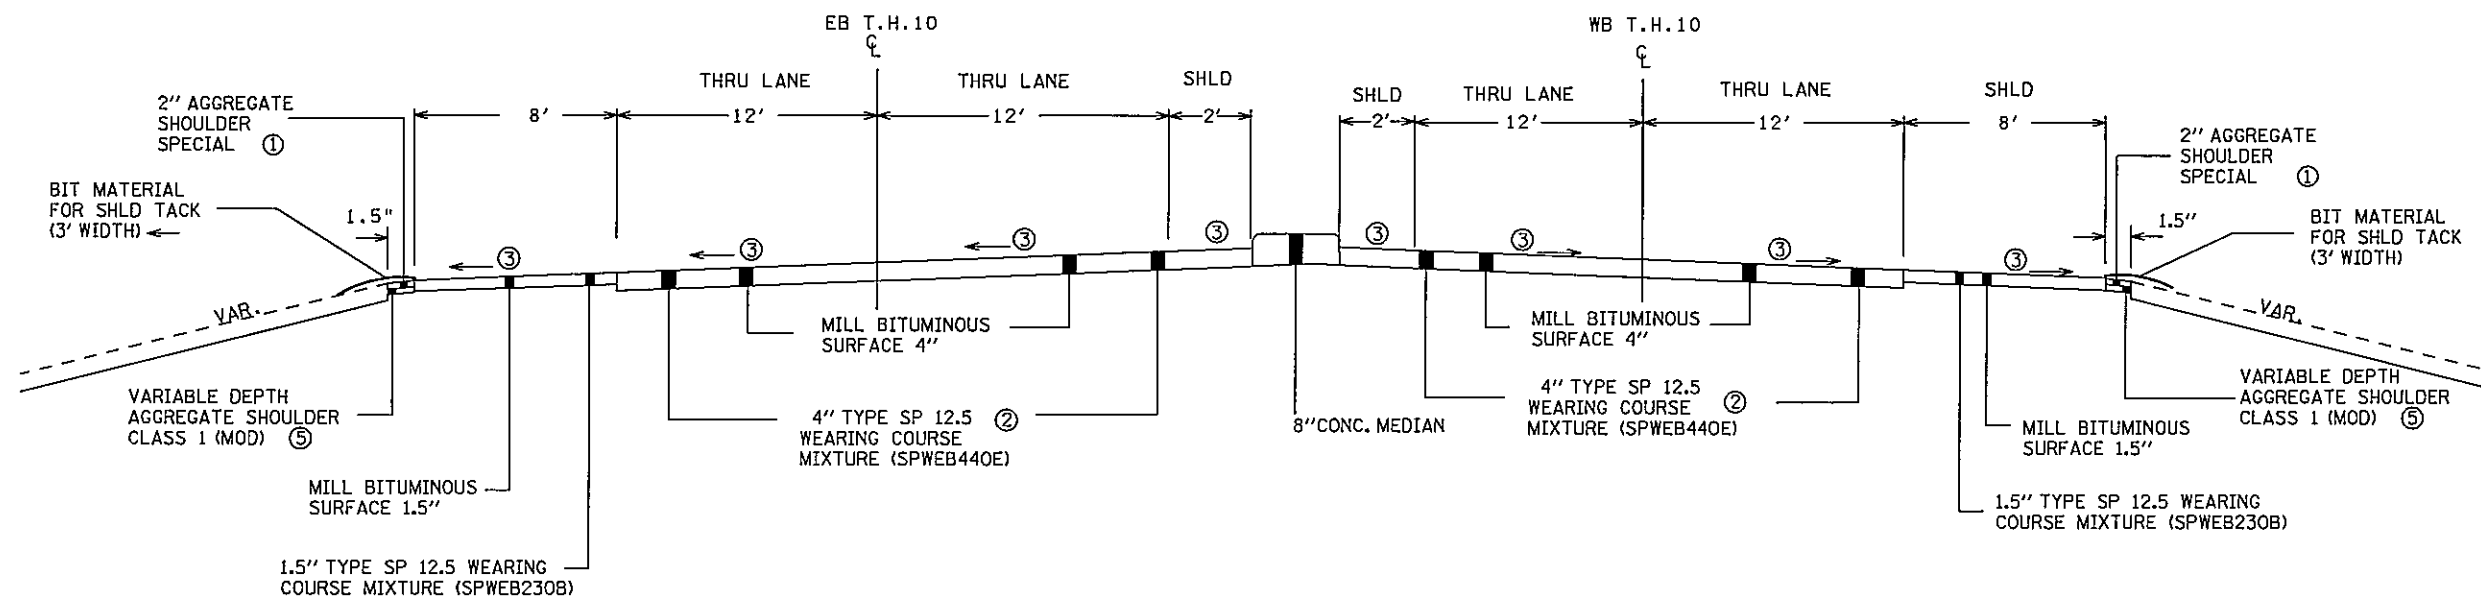 EB T.H.10
℄
WB T.H.10
℄
THRU LANE
THRU LANE
SHLD
SHLD
THRU LANE
THRU LANE
SHLD
8'
12'
12'
2'
2'
12'
12'
8'
2" AGGREGATE
SHOULDER
SPECIAL ①
2" AGGREGATE
SHOULDER
SPECIAL ①
BIT MATERIAL
FOR SHLD TACK
(3' WIDTH)
1.5"
1.5"
BIT MATERIAL
FOR SHLD TACK
(3' WIDTH)
③
③
③
③
③
③
③
③
VAR.
VAR.
MILL BITUMINOUS
SURFACE 4"
MILL BITUMINOUS
SURFACE 4"
VARIABLE DEPTH
AGGREGATE SHOULDER
CLASS 1 (MOD) ⑤
4" TYPE SP 12.5 ②
WEARING COURSE
MIXTURE (SPWEB440E)
8" CONC. MEDIAN
4" TYPE SP 12.5
WEARING COURSE ②
MIXTURE (SPWEB440E)
VARIABLE DEPTH
AGGREGATE SHOULDER
CLASS 1 (MOD) ⑤
MILL BITUMINOUS
SURFACE 1.5"
MILL BITUMINOUS
SURFACE 1.5"
1.5" TYPE SP 12.5 WEARING
COURSE MIXTURE (SPWEB230B)
1.5" TYPE SP 12.5 WEARING
COURSE MIXTURE (SPWEB230B)